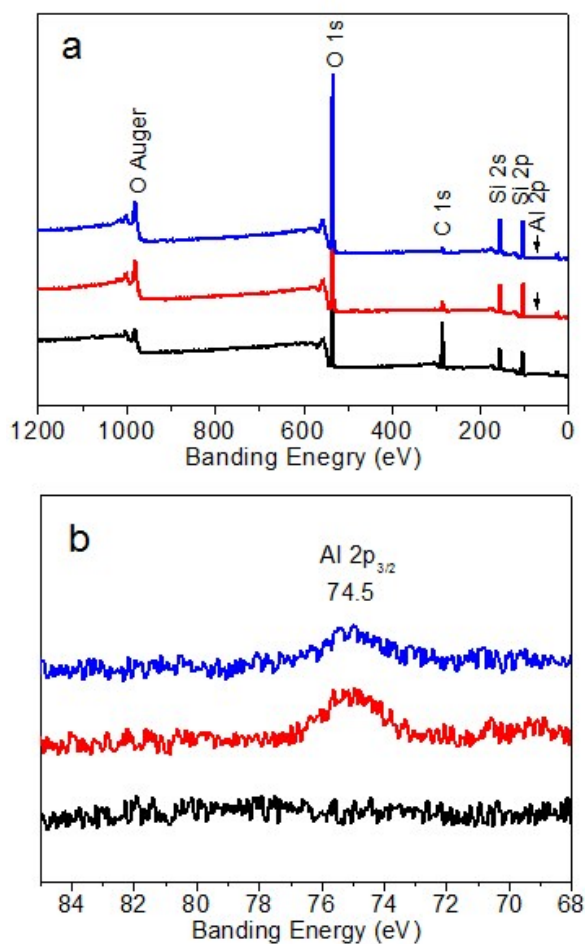 a
O Auger
O 1s
C 1s
Si 2s
Si 2p
Al 2p
1200 1000 800 600 400 200 0
Banding Enegry (eV)
b
Al 2p3/2
74.5
84 82 80 78 76 74 72 70 68
Banding Energy (eV)